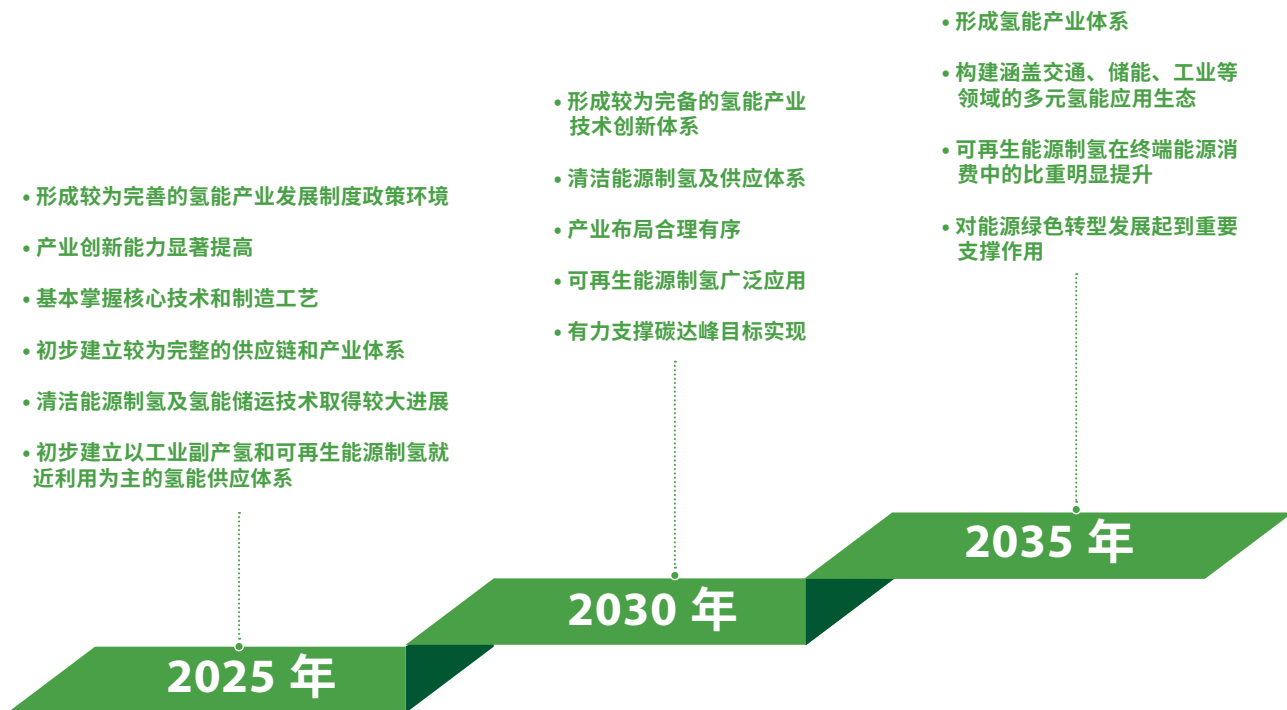 • 形成较为完善的氢能产业发展制度政策环境
• 产业创新能力显著提高
• 基本掌握核心技术和制造工艺
• 初步建立较为完整的供应链和产业体系
• 清洁能源制氢及氢能储运技术取得较大进展
• 初步建立以工业副产氢和可再生能源制氢就
近利用为主的氢能供应体系
2025 年
• 形成较为完备的氢能产业
技术创新体系
• 清洁能源制氢及供应体系
• 产业布局合理有序
• 可再生能源制氢广泛应用
• 有力支撑碳达峰目标实现
2030 年
• 形成氢能产业体系
• 构建涵盖交通、储能、工业等
领域的多元氢能应用生态
• 可再生能源制氢在终端能源消
费中的比重明显提升
• 对能源绿色转型发展起到重要
支撑作用
2035 年